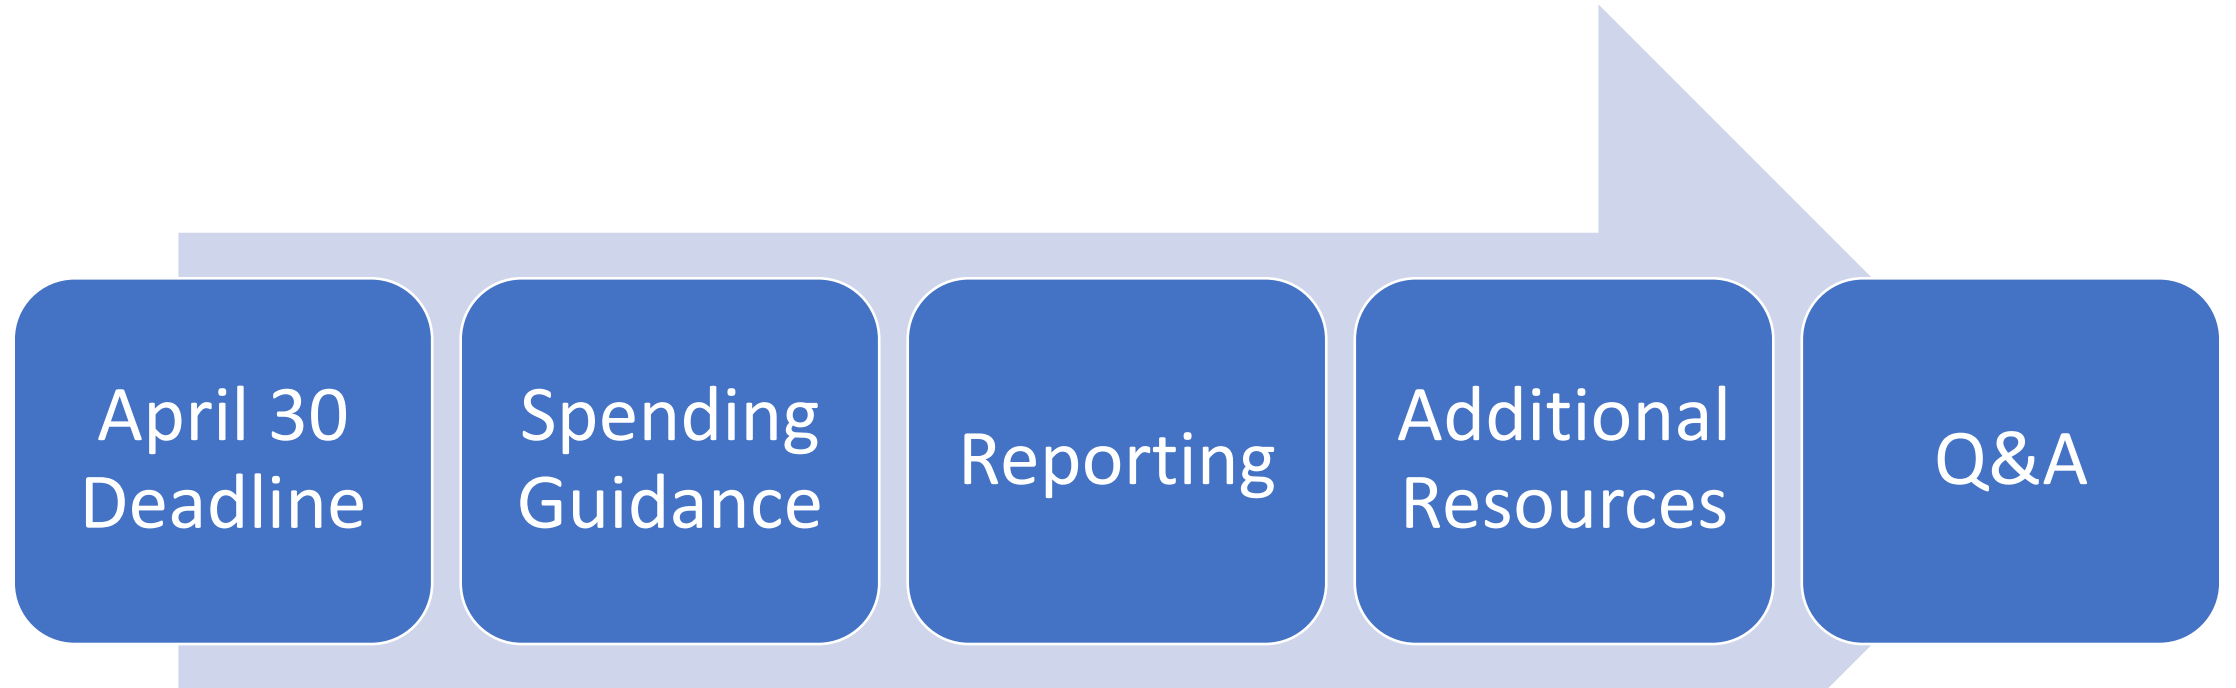 April 30
Deadline
Spending
Guidance
Reporting
Additional
Resources
Q&A